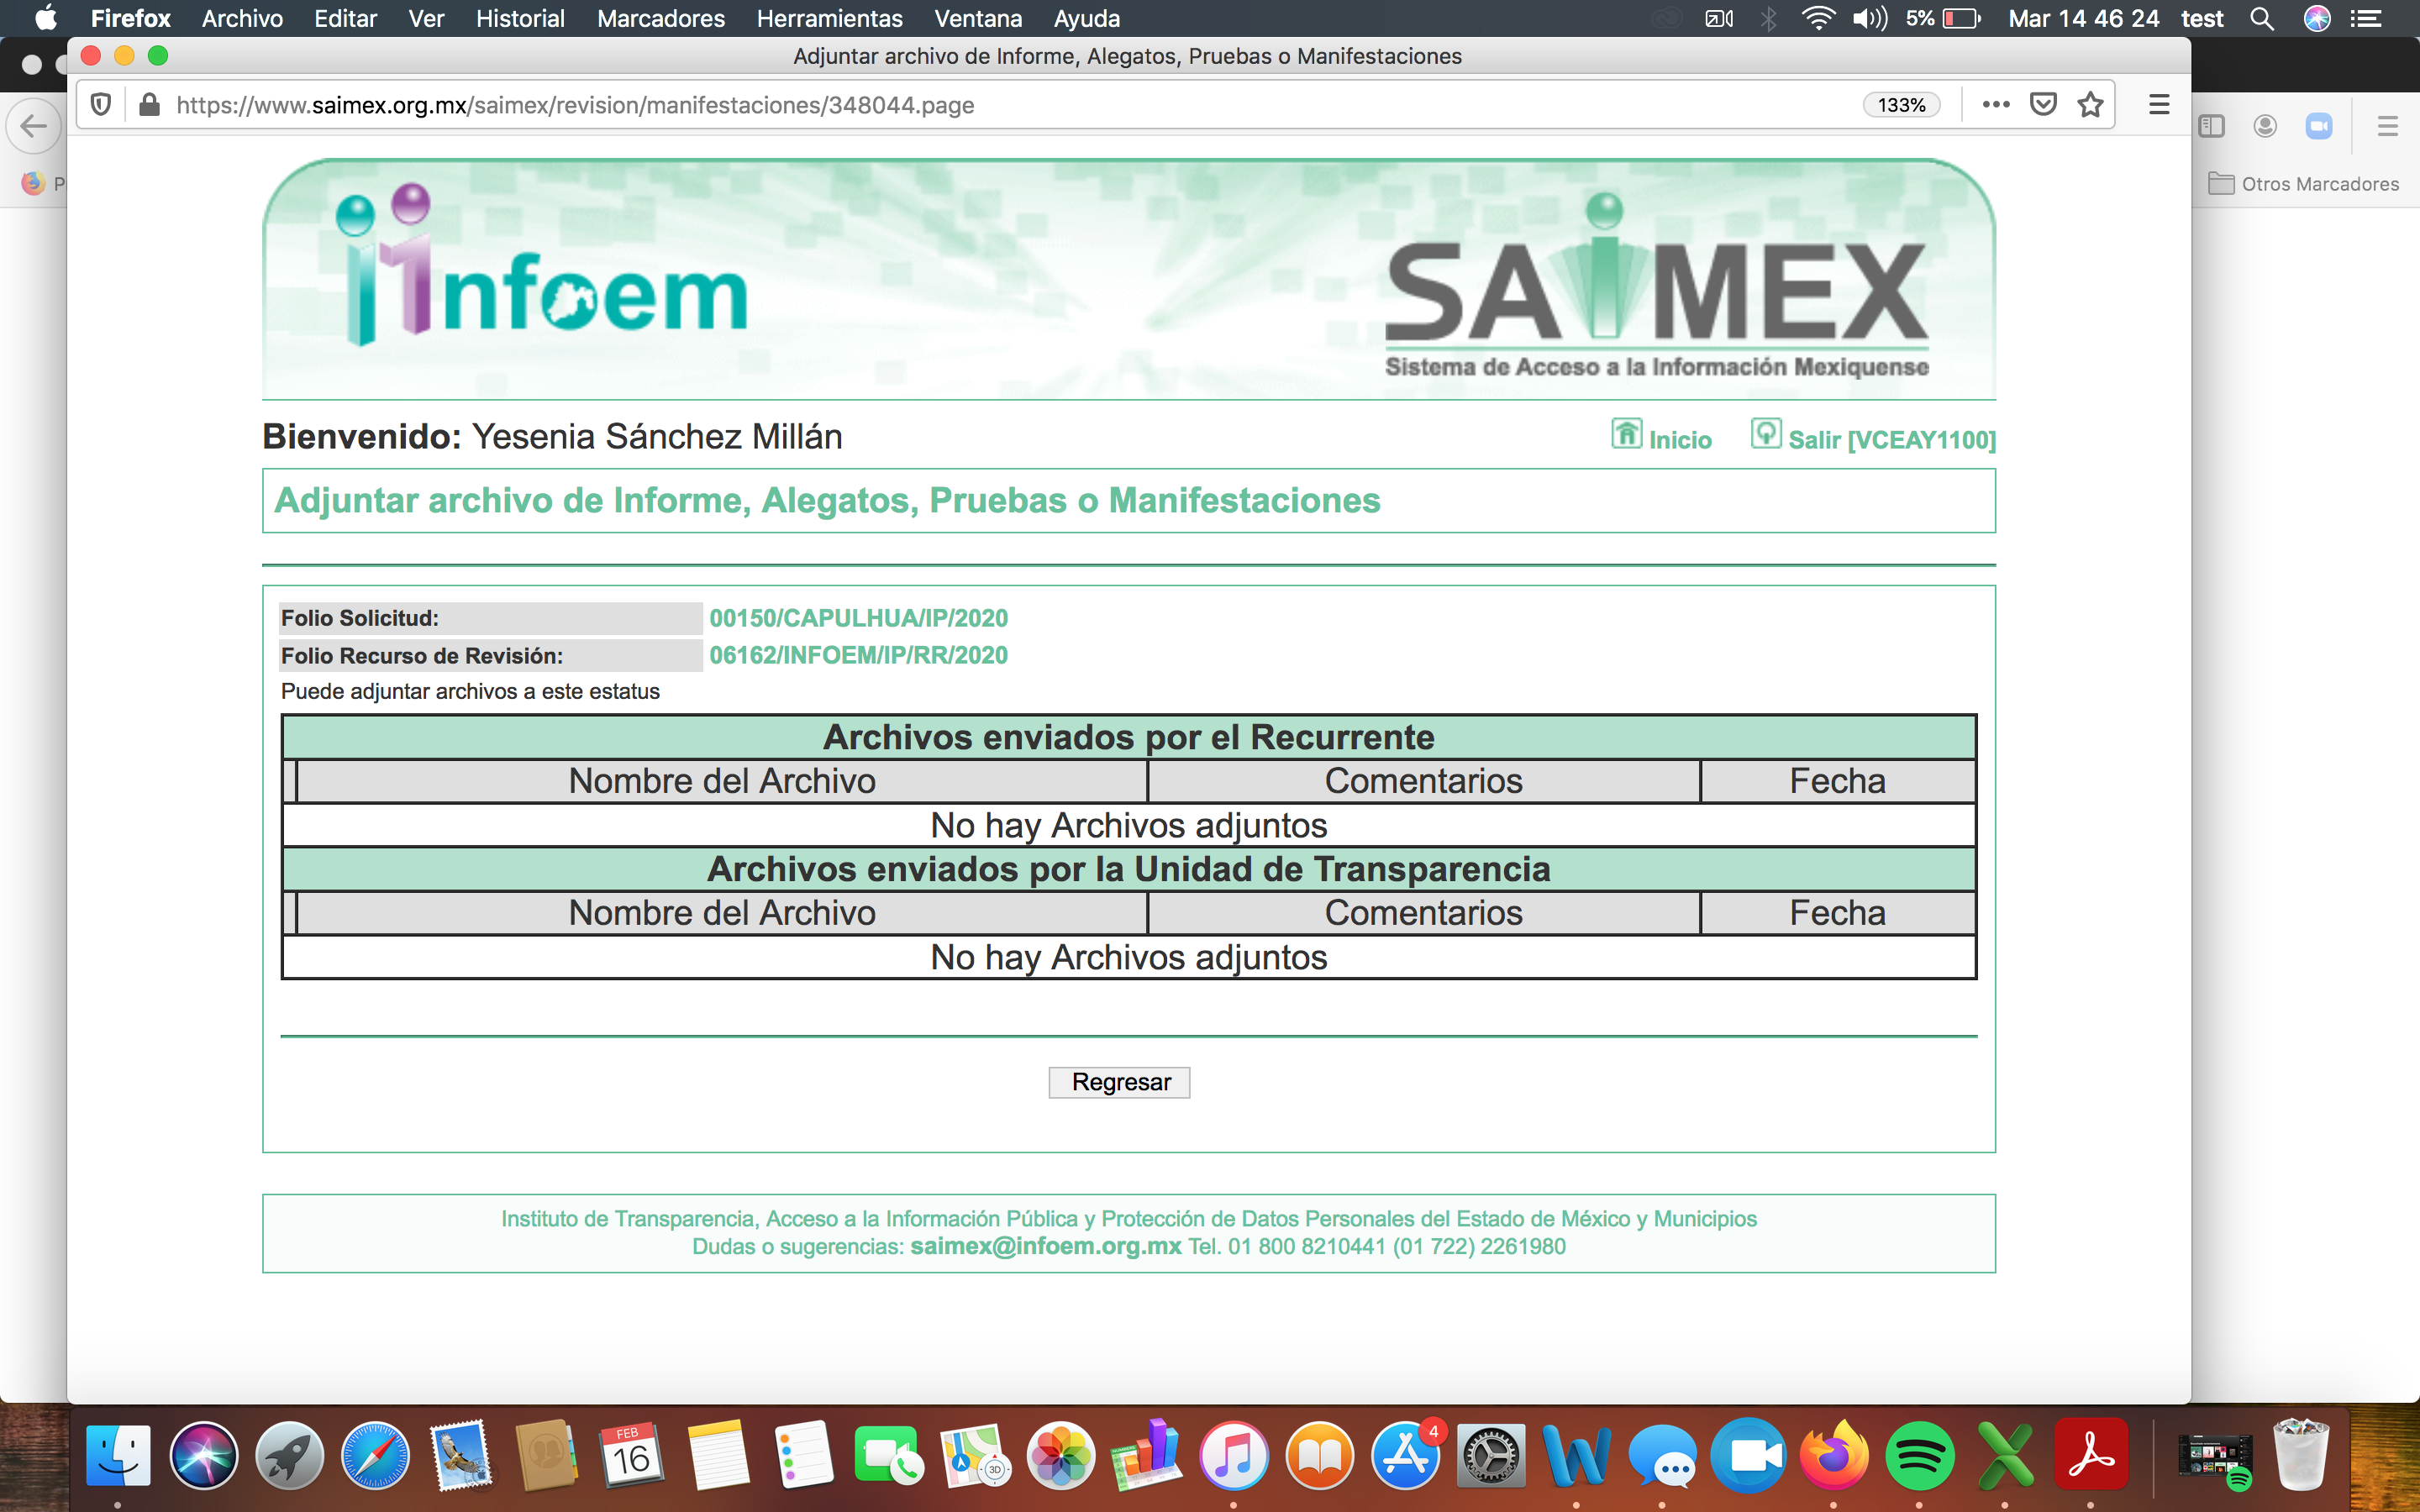 Firefox Archivo Editar Ver Historial Marcadores Herramientas Ventana Ayuda 5% Mar 14 46 24 test
Adjuntar archivo de Informe, Alegatos, Pruebas o Manifestaciones
https://www.saimex.org.mx/saimex/revision/manifestaciones/348044.page 133%
P Otros Marcadores
infoem
SAIMEX
Sistema de Acceso a la Información Mexiquense
Bienvenido: Yesenia Sánchez Millán Inicio Salir [VCEAY1100]
Adjuntar archivo de Informe, Alegatos, Pruebas o Manifestaciones
Folio Solicitud: 00150/CAPULHUA/IP/2020
Folio Recurso de Revisión: 06162/INFOEM/IP/RR/2020
Puede adjuntar archivos a este estatus
Archivos enviados por el Recurrente
Nombre del Archivo Comentarios Fecha
No hay Archivos adjuntos
Archivos enviados por la Unidad de Transparencia
Nombre del Archivo Comentarios Fecha
No hay Archivos adjuntos
Regresar
Instituto de Transparencia, Acceso a la Información Pública y Protección de Datos Personales del Estado de México y Municipios
Dudas o sugerencias: saimex@infoem.org.mx Tel. 01 800 8210441 (01 722) 2261980
FEB
16
3D
4